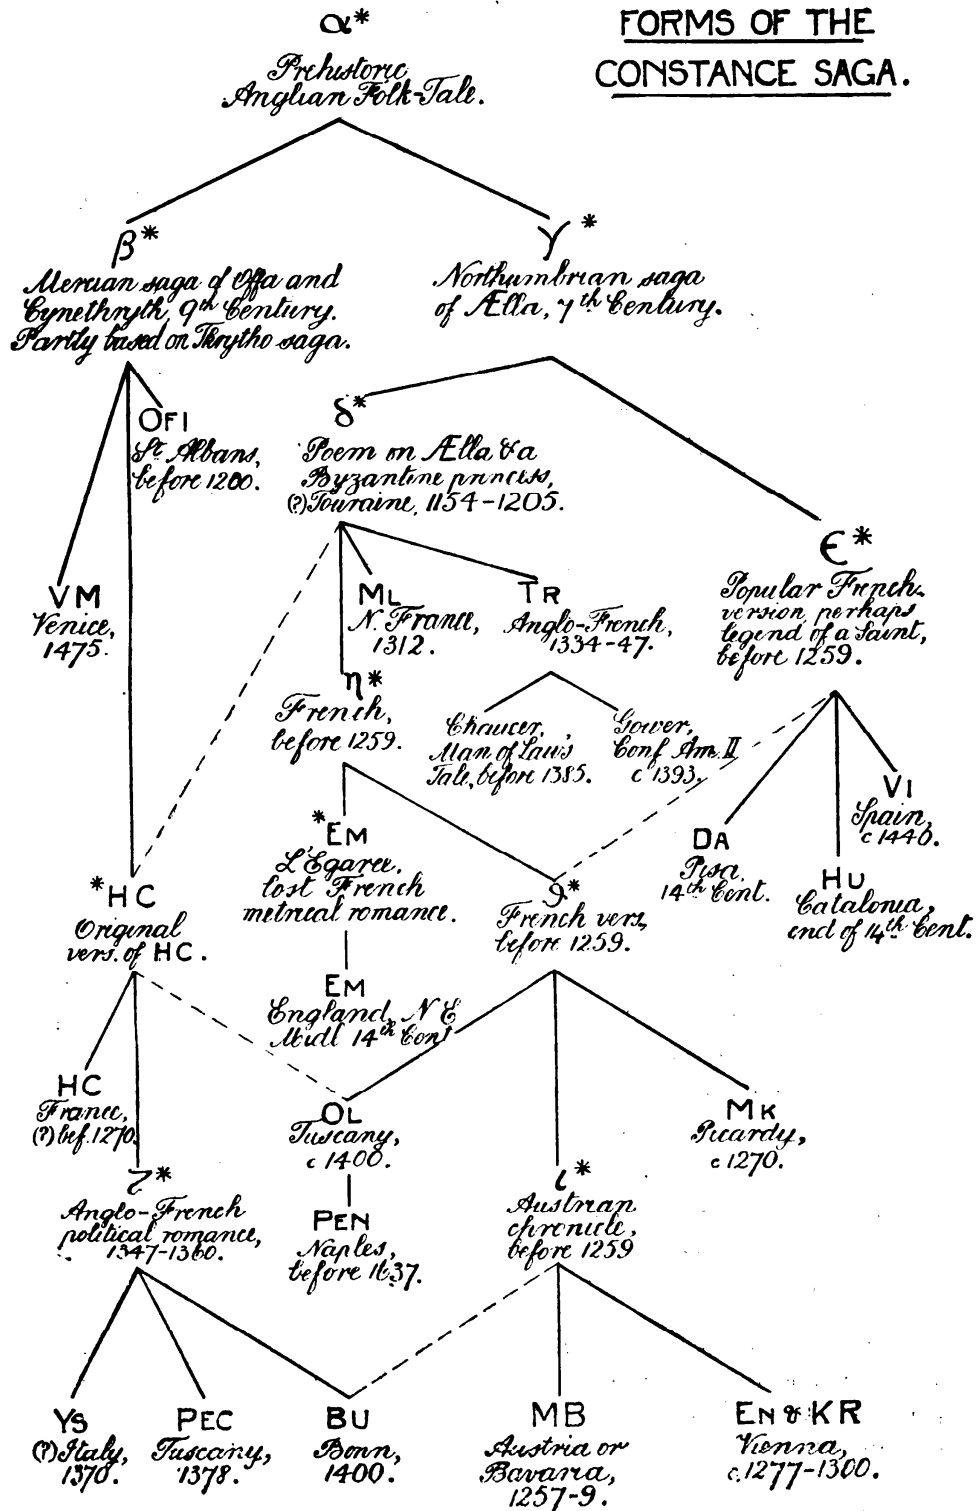 FORMS OF THE
CONSTANCE SAGA.
α*
Prehistoric
Anglian Folk-Tale.
β*
Mercian saga of Offa and
Cynethryth, 9th Century.
Partly based on Thrytho saga.
γ*
Northumbrian saga
of Ælla, 7th Century.
OF1
St Albans,
before 1200.
δ*
Poem on Ælla & a
Byzantine princess,
(?) Touraine, 1154-1205.
VM
Venice,
1475.
ML
N. France,
1312.
TR
Anglo-French,
1334-47.
ϵ*
Popular French
version, perhaps
legend of a Saint,
before 1259.
η*
French,
before 1259.
Chaucer,
Man of Law's
Tale, before 1385.
Gower,
Conf Am. II
c 1393.
*EM
L'Egaree,
lost French
metrical romance.
DA
Pisa,
14th Cent.
VI
Spain,
c 1440.
HU
Catalonia,
end of 14th Cent.
*HC
Original
vers. of HC.
ϑ*
French vers,
before 1259.
EM
England, N E
Midl 14th Cent
HC
France,
(?) bef. 1270.
OL
Tuscany,
c 1400.
MK
Picardy,
c 1270.
ζ*
Anglo-French
political romance,
1347-1360.
PEN
Naples,
before 1637.
ι*
Austrian
chronicle,
before 1259
YS
(?) Italy,
1370.
PEC
Tuscany,
1378.
BU
Bonn,
1400.
MB
Austria or
Bavaria,
1257-9.
EN & KR
Vienna,
c. 1277-1300.